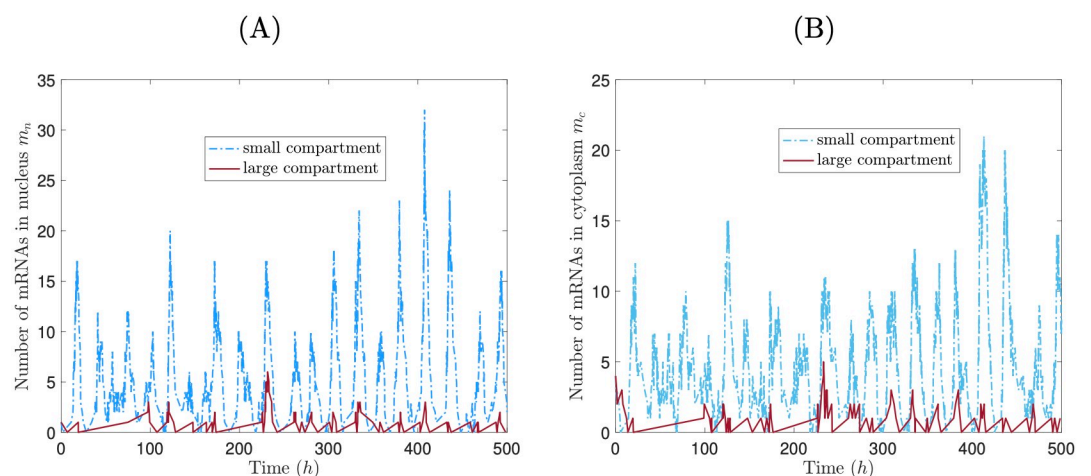 (A)
35
30
25
20
15
10
5
0
Number of mRNAs in nucleus m_n
small compartment
large compartment
0 100 200 300 400 500
Time (h)
(B)
25
20
15
10
5
0
Number of mRNAs in cytoplasm m_c
small compartment
large compartment
0 100 200 300 400 500
Time (h)